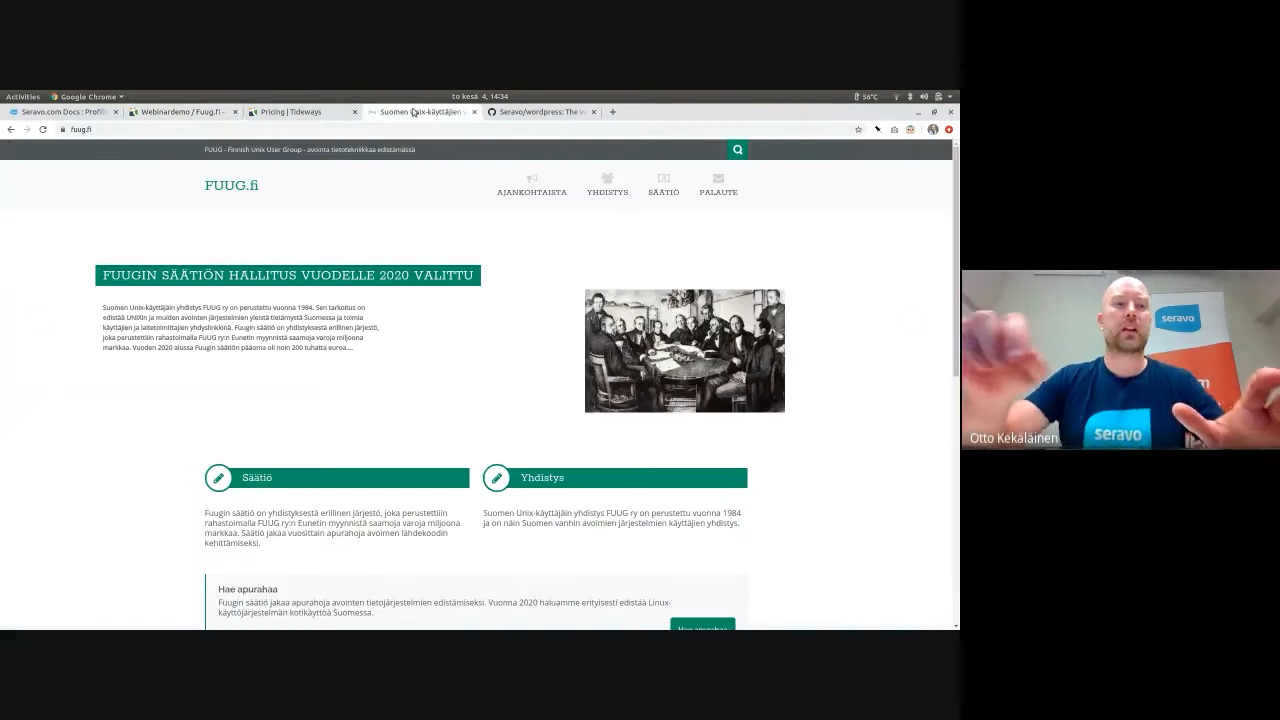 Activities
Google Chrome
to kesä 4, 14:34
56°C
Seravo.com Docs : Profili
Webinardemo / Fuug.fi –
Pricing | Tideways
Suomen Unix-käyttäjien
Seravo/wordpress: The W
fuug.fi
FUUG - Finnish Unix User Group - avointa tietotekniikkaa edistämässä
FUUG.fi
AJANKOHTAISTA
YHDISTYS
SÄÄTIÖ
PALAUTE
FUUGIN SÄÄTIÖN HALLITUS VUODELLE 2020 VALITTU
Suomen Unix-käyttäjäin yhdistys FUUG ry on perustettu vuonna 1984. Sen tarkoitus on
edistää UNIXin ja muiden avointen järjestelmien yleistä tietämystä Suomessa ja toimia
käyttäjien ja laitetoimittajien yhdyslinkkinä. Fuugin säätiö on yhdistyksestä erillinen järjestö,
joka perustettiin rahastoimalla FUUG ry:n Eunetin myynnistä saamoja varoja miljoona
markkaa. Vuoden 2020 alussa Fuugin säätiön pääoma oli noin 200 tuhatta euroa....
Säätiö
Fuugin säätiö on yhdistyksestä erillinen järjestö, joka perustettiin
rahastoimalla FUUG ry:n Eunetin myynnistä saamoja varoja miljoona
markkaa. Säätiö jakaa vuosittain apurahoja avoimen lähdekoodin
kehittämiseksi.
Yhdistys
Suomen Unix-käyttäjäin yhdistys FUUG ry on perustettu vuonna 1984
ja on näin Suomen vanhin avoimien järjestelmien käyttäjien yhdistys.
Hae apurahaa
Fuugin säätiö jakaa apurahoja avointen tietojärjestelmien edistämiseksi. Vuonna 2020 haluamme erityisesti edistää Linux-
käyttöjärjestelmän kotikäyttöä Suomessa.
Hae apurahaa
seravo
m
seravo
Otto Kekäläinen